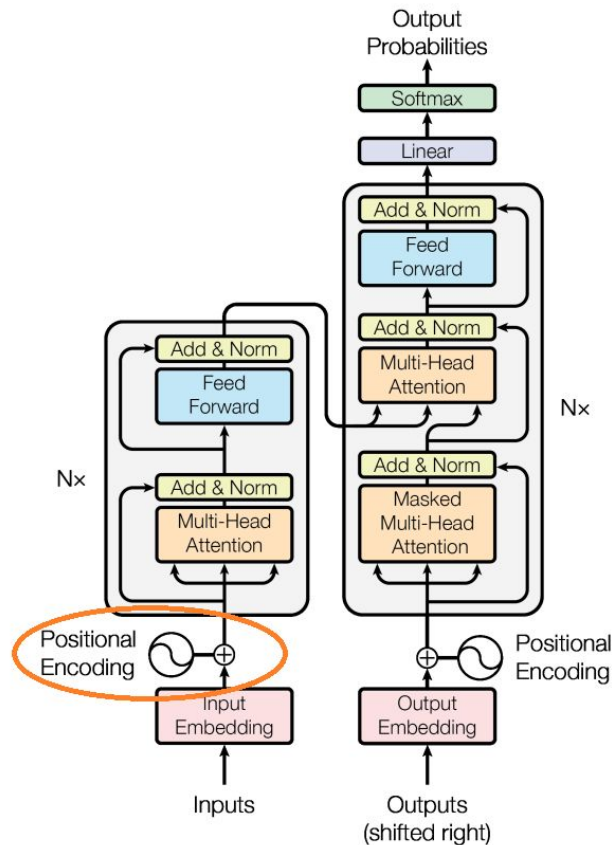 Output
Probabilities
Softmax
Linear
Add & Norm
Feed
Forward
Add & Norm
Multi-Head
Attention
N×
Add & Norm
Masked
Multi-Head
Attention
Positional
Encoding
Output
Embedding
Outputs
(shifted right)
Add & Norm
Feed
Forward
N×
Add & Norm
Multi-Head
Attention
Positional
Encoding
Input
Embedding
Inputs